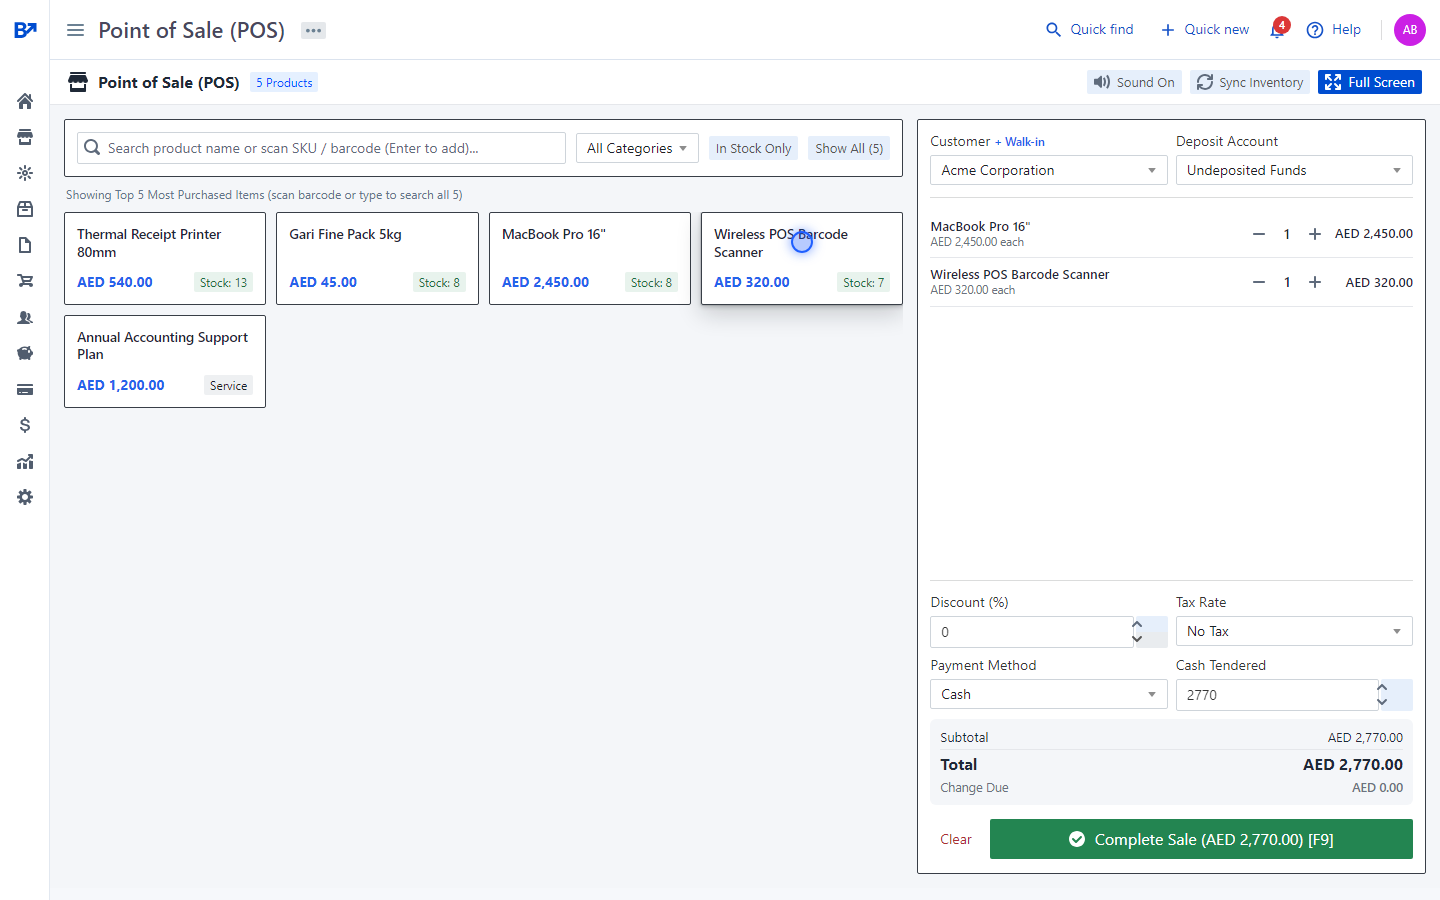 B
Point of Sale (POS)
Quick find
Quick new
4
Help
AB
Point of Sale (POS)
5 Products
Sound On
Sync Inventory
Full Screen
Search product name or scan SKU / barcode (Enter to add)...
All Categories
In Stock Only
Show All (5)
Showing Top 5 Most Purchased Items (scan barcode or type to search all 5)
Thermal Receipt Printer
80mm
AED 540.00
Stock: 13
Gari Fine Pack 5kg
AED 45.00
Stock: 8
MacBook Pro 16"
AED 2,450.00
Stock: 8
Wireless POS Barcode
Scanner
AED 320.00
Stock: 7
Annual Accounting Support
Plan
AED 1,200.00
Service
Customer + Walk-in
Acme Corporation
Deposit Account
Undeposited Funds
MacBook Pro 16"
AED 2,450.00 each
1
AED 2,450.00
Wireless POS Barcode Scanner
AED 320.00 each
1
AED 320.00
Discount (%)
0
Tax Rate
No Tax
Payment Method
Cash
Cash Tendered
2770
Subtotal
AED 2,770.00
Total
AED 2,770.00
Change Due
AED 0.00
Clear
Complete Sale (AED 2,770.00) [F9]